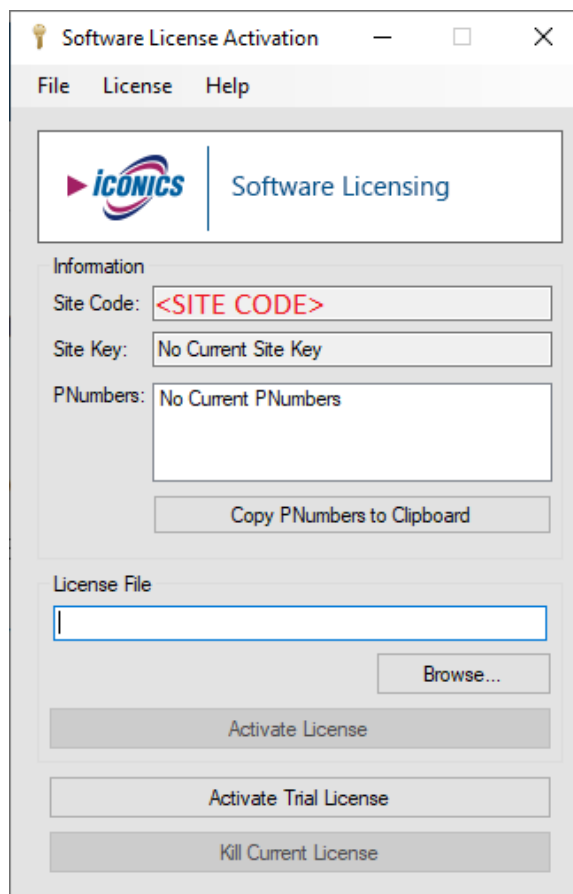 Software License Activation
File License Help
ICONICS Software Licensing
Information
Site Code: <SITE CODE>
Site Key: No Current Site Key
PNumbers: No Current PNumbers
Copy PNumbers to Clipboard
License File
Browse...
Activate License
Activate Trial License
Kill Current License